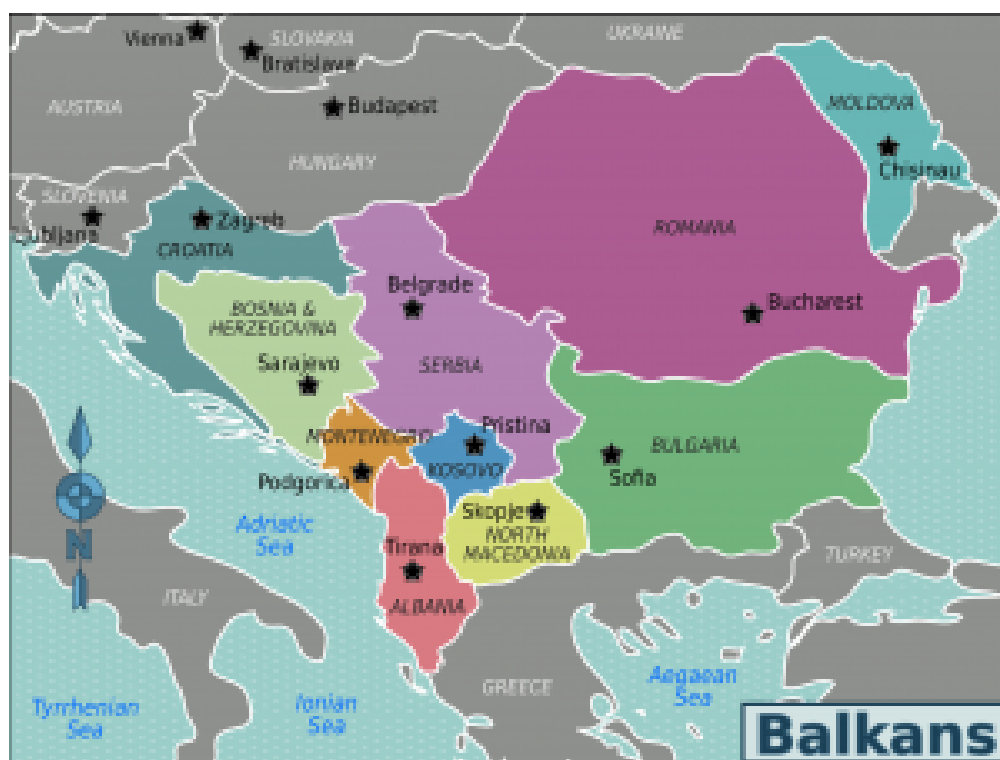 Vienna
SLOVAKIA
UKRAINE
Bratislave
AUSTRIA
Budapest
MOLDOVA
HUNGARY
Chisinau
SLOVENIA
Ljubljana
Zagreb
CROATIA
ROMANIA
Belgrade
BOSNIA &
HERZEGOVINA
Bucharest
Sarajevo
SERBIA
Pristina
MONTENEGRO
BULGARIA
KOSOVO
Podgorica
Sofia
Skopje
Adriatic
Sea
NORTH
MACEDONIA
N
Tirana
TURKEY
ITALY
ALBANIA
Aegaean
Sea
GREECE
Tyrrhenian
Sea
Ionian
Sea
Balkans